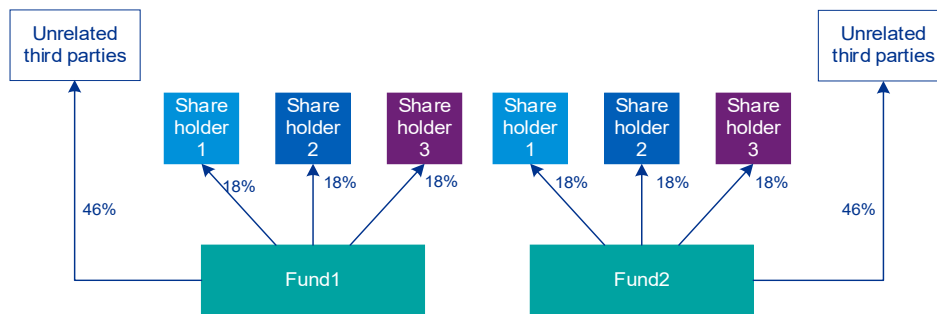 Unrelated
third parties
Unrelated
third parties
Share
holder
1
Share
holder
2
Share
holder
3
Share
holder
1
Share
holder
2
Share
holder
3
18%
18%
18%
18%
18%
18%
46%
46%
Fund1
Fund2